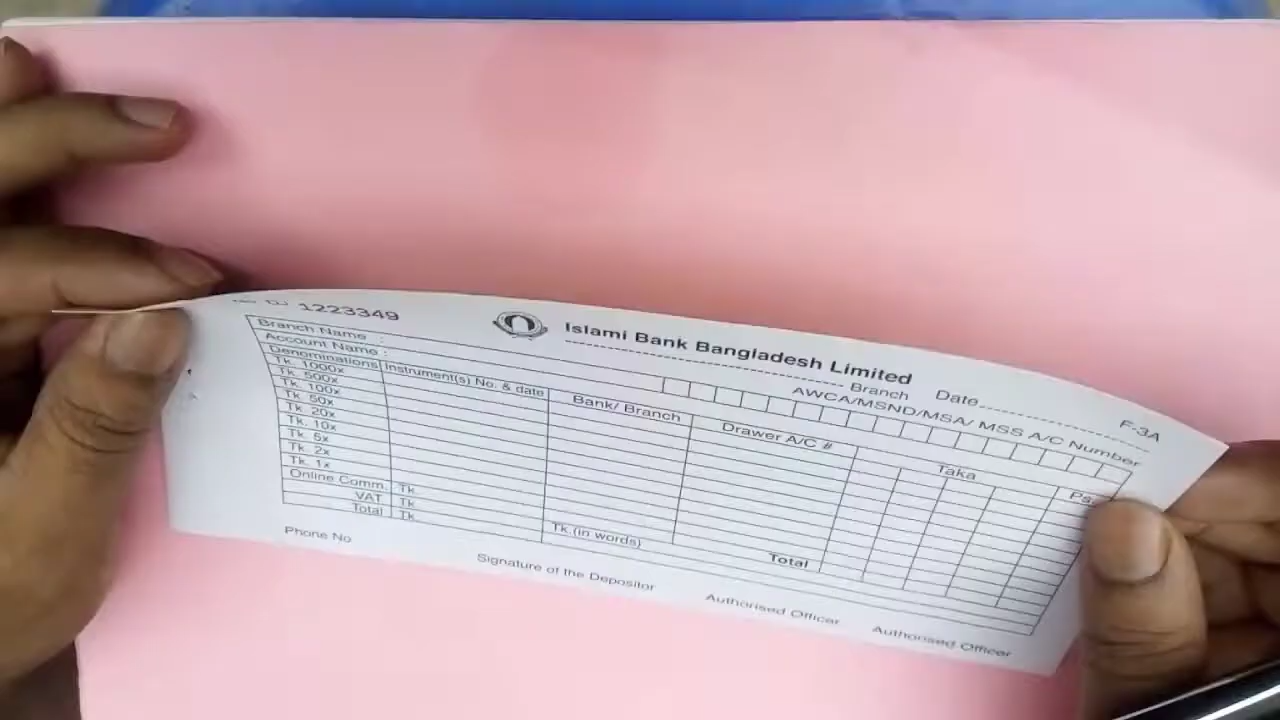 1223349
Islami Bank Bangladesh Limited
Branch Date
F-3A
AWCA/MSND/MSA/ MSS A/C Number
Branch Name :
Account Name :
Denominations Instrument(s) No. & date Bank/ Branch Drawer A/C # Taka Ps.
Tk. 1000x
Tk. 500x
Tk. 100x
Tk. 50x
Tk. 20x
Tk. 10x
Tk. 5x
Tk. 2x
Tk. 1x
Online Comm. Tk.
VAT Tk.
Total Tk. Tk.(in words) Total
Phone No
Signature of the Depositor
Authorised Officer
Authorised Officer